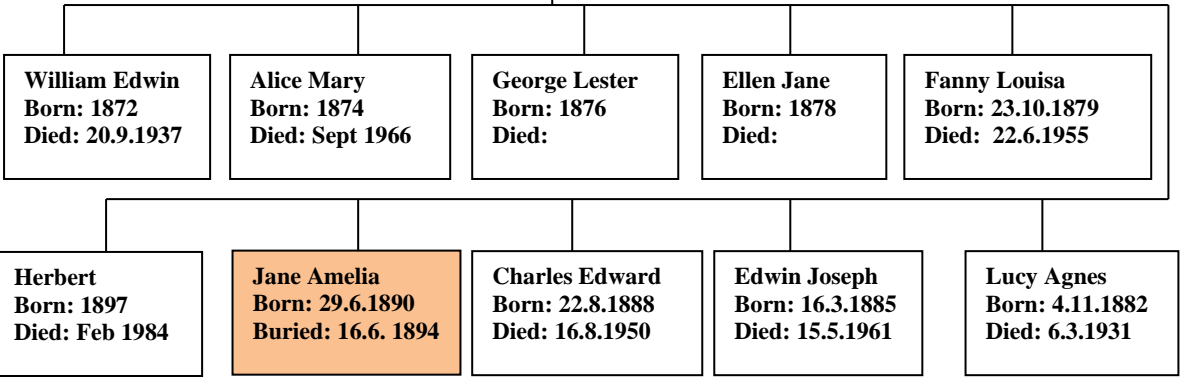 William Edwin
Born: 1872
Died: 20.9.1937
Alice Mary
Born: 1874
Died: Sept 1966
George Lester
Born: 1876
Died:
Ellen Jane
Born: 1878
Died:
Fanny Louisa
Born: 23.10.1879
Died:  22.6.1955
Herbert
Born: 1897
Died: Feb 1984
Jane Amelia
Born: 29.6.1890
Buried: 16.6. 1894
Charles Edward
Born: 22.8.1888
Died: 16.8.1950
Edwin Joseph
Born: 16.3.1885
Died: 15.5.1961
Lucy Agnes
Born: 4.11.1882
Died: 6.3.1931